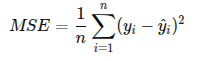 MSE = \frac{1}{n} \sum_{i=1}^{n} (y_i - \hat{y}_i)^2